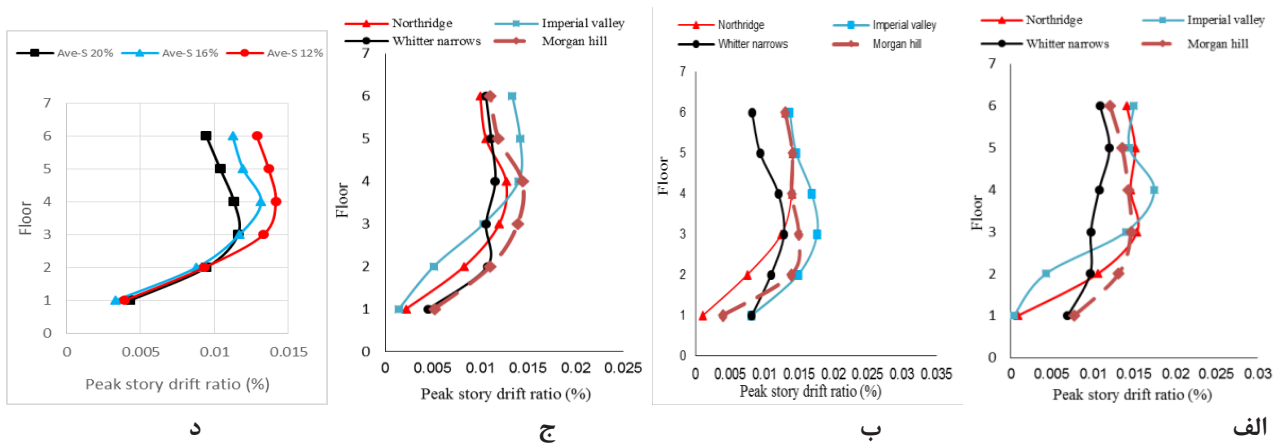 Ave-S 20% Ave-S 16% Ave-S 12%
7
6
5
4
3
2
1
0
Floor
0 0.005 0.01 0.015
Peak story drift ratio (%)
د
Northridge Imperial valley
Whitter narrows Morgan hill
7
6
5
4
3
2
1
0
Floor
0 0.005 0.01 0.015 0.02 0.025
Peak story drift ratio (%)
ج
Northridge Imperial valley
Whitter narrows Morgan hill
7
6
5
4
3
2
1
0
Floor
0 0.005 0.01 0.015 0.02 0.025 0.03 0.035
Peak story drift ratio (%)
ب
Northridge Imperial valley
Whitter narrows Morgan hill
7
6
5
4
3
2
1
0
Floor
0 0.005 0.01 0.015 0.02 0.025 0.03
Peak story drift ratio (%)
الف